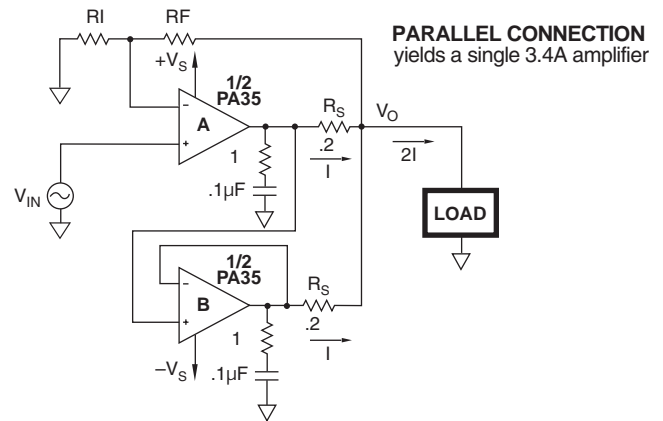 RI
RF
PARALLEL CONNECTION
yields a single 3.4A amplifier
+VS
1/2
PA35
–
A
+
RS
.2
I
VO
2I
1
.1µF
VIN
LOAD
1/2
PA35
–
B
+
RS
.2
I
1
.1µF
–VS